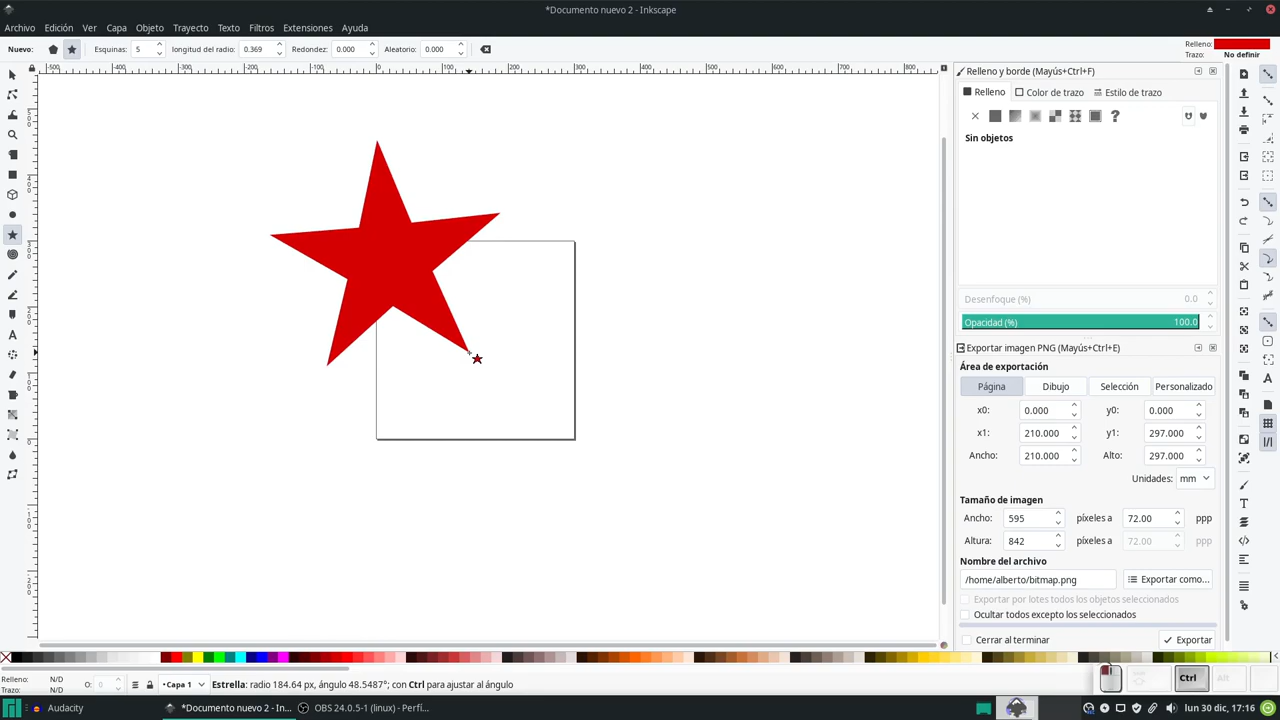 *Documento nuevo 2 - Inkscape
Archivo Edición Ver Capa Objeto Trayecto Texto Filtros Extensiones Ayuda
Nuevo: Esquinas: 5 longitud del radio: 0.369 Redondez: 0.000 Aleatorio: 0.000
Relleno:
Trazo: No definir
Relleno y borde (Mayús+Ctrl+F)
Relleno Color de trazo Estilo de trazo
Sin objetos
Desenfoque (%) 0.0
Opacidad (%) 100.0
Exportar imagen PNG (Mayús+Ctrl+E)
Área de exportación
Página Dibujo Selección Personalizado
x0: 0.000 y0: 0.000
x1: 210.000 y1: 297.000
Ancho: 210.000 Alto: 297.000
Unidades: mm
Tamaño de imagen
Ancho: 595 píxeles a 72.00 ppp
Altura: 842 píxeles a 72.00 ppp
Nombre del archivo
/home/alberto/bitmap.png Exportar como...
Exportar por lotes todos los objetos seleccionados
Ocultar todos excepto los seleccionados
Cerrar al terminar Exportar
Relleno: N/D
Trazo: N/D
O: 0
•Capa 1
Estrella: radio 184.64 px, ángulo 48.5487°; con Ctrl para ajustar al ángulo
Ctrl Alt
Audacity *Documento nuevo 2 - In... OBS 24.0.5-1 (linux) (Perfi... lun 30 dic, 17:16